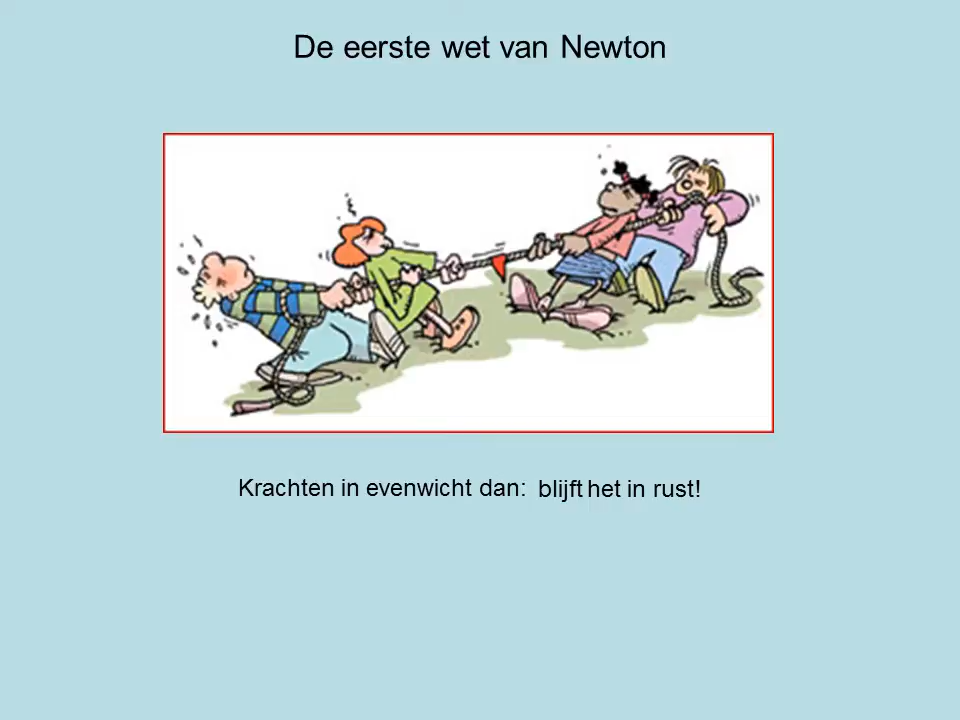 De eerste wet van Newton
Krachten in evenwicht dan: blijft het in rust!